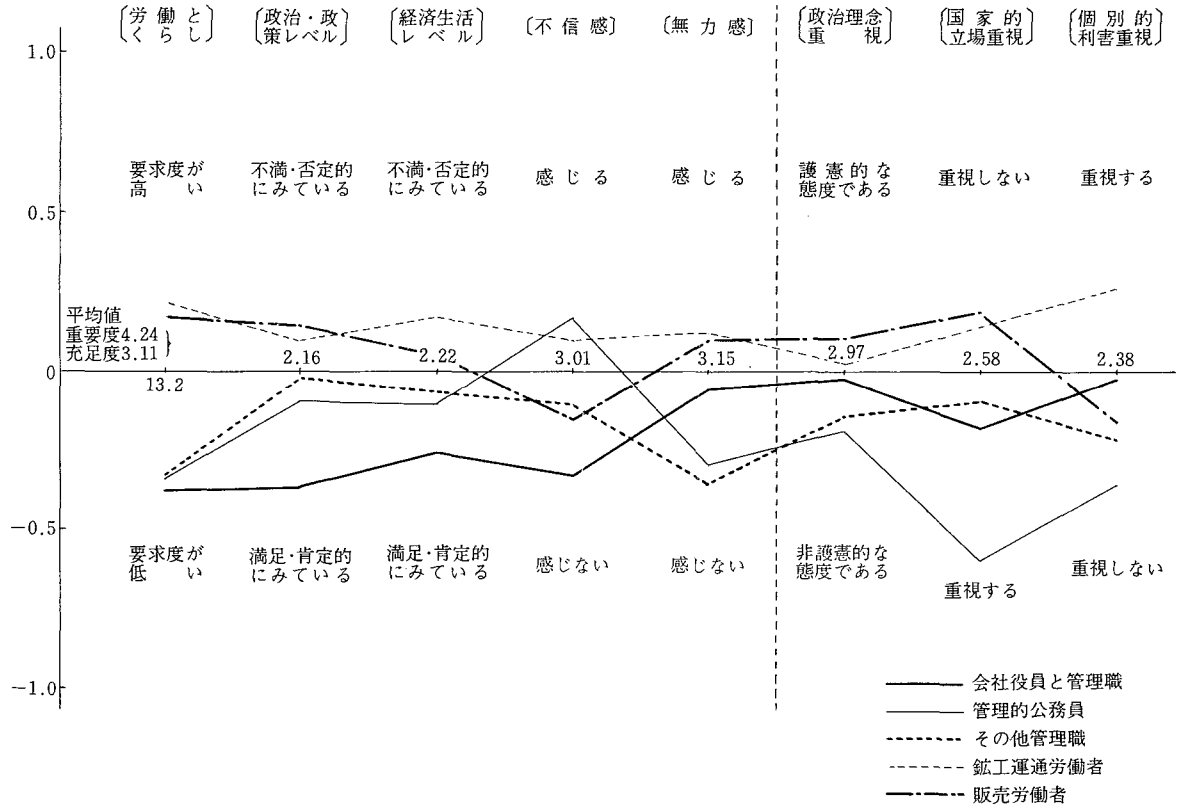 〔労働とくらし〕
〔政治・政策レベル〕
〔経済生活レベル〕
〔不信感〕
〔無力感〕
〔政治理念重視〕
〔国家的立場重視〕
〔個別的利害重視〕
1.0
要求度が
高い
不満・否定的
にみている
不満・否定的
にみている
感じる
感じる
護憲的な
態度である
重視しない
重視する
0.5
平均値
重要度4.24
充足度3.11
0
13.2
2.16
2.22
3.01
3.15
2.97
2.58
2.38
−0.5
要求度が
低い
満足・肯定的
にみている
満足・肯定的
にみている
感じない
感じない
非護憲的な
態度である
重視する
重視しない
−1.0
会社役員と管理職
管理的公務員
その他管理職
鉱工運通労働者
販売労働者